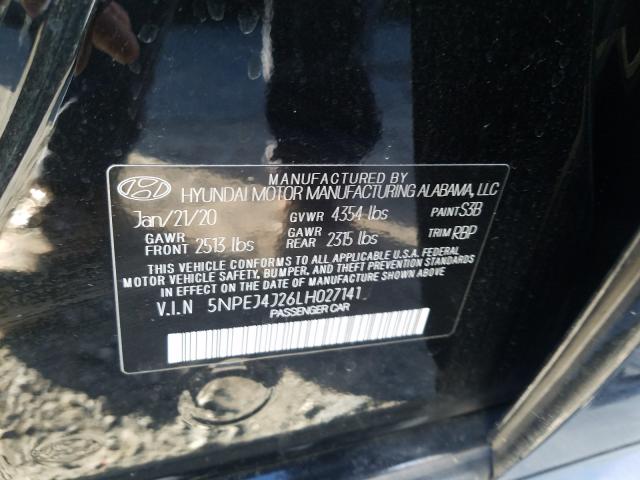 MANUFACTURED BY
HYUNDAI MOTOR MANUFACTURING ALABAMA, LLC
Jan/21/20 GVWR 4354 lbs PAINT S3B
GAWR FRONT 2513 lbs GAWR REAR 2315 lbs TRIM RBP
THIS VEHICLE CONFORMS TO ALL APPLICABLE U.S.A. FEDERAL
MOTOR VEHICLE SAFETY, BUMPER, AND THEFT PREVENTION STANDARDS
IN EFFECT ON THE DATE OF MANUFACTURE SHOWN ABOVE.
V.I.N 5NPEJ4J26LH027141
PASSENGER CAR